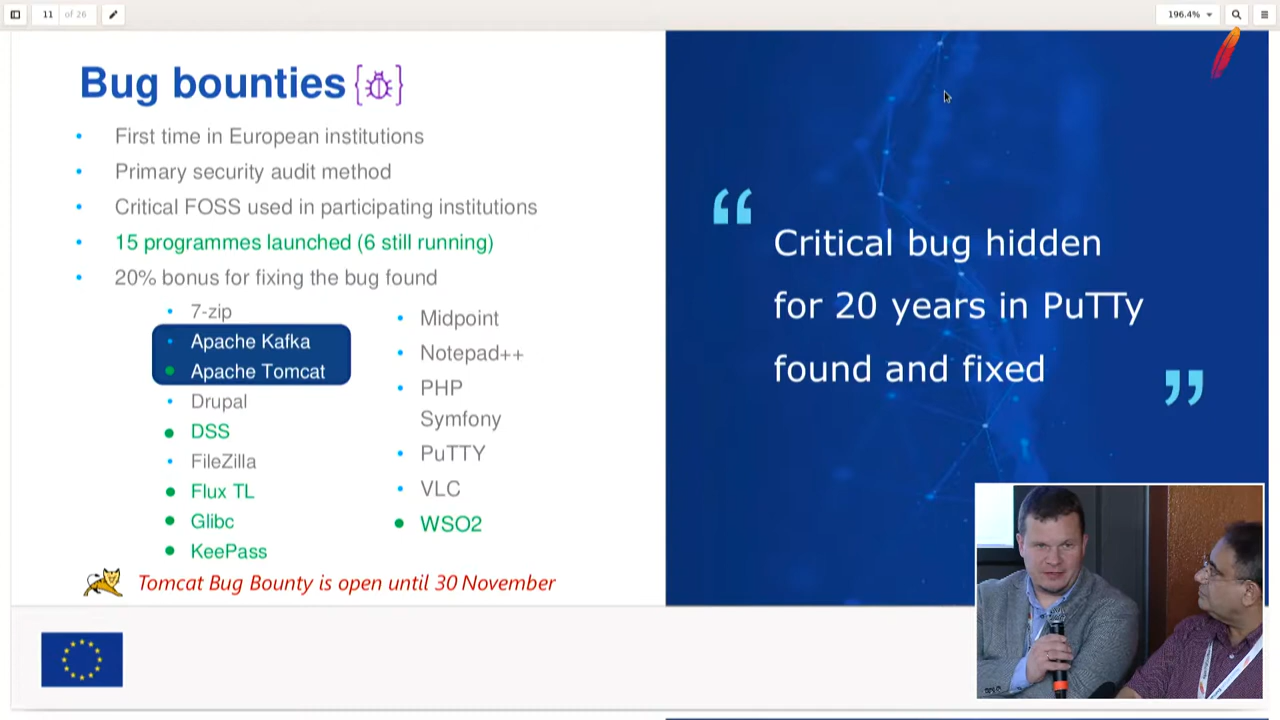 11 of 26
196.4%
Bug bounties
First time in European institutions
Primary security audit method
Critical FOSS used in participating institutions
15 programmes launched (6 still running)
20% bonus for fixing the bug found
7-zip
Apache Kafka
Apache Tomcat
Drupal
DSS
FileZilla
Flux TL
Glibc
KeePass
Midpoint
Notepad++
PHP
Symfony
PuTTY
VLC
WSO2
Tomcat Bug Bounty is open until 30 November
“
Critical bug hidden
for 20 years in PuTTy
found and fixed
”